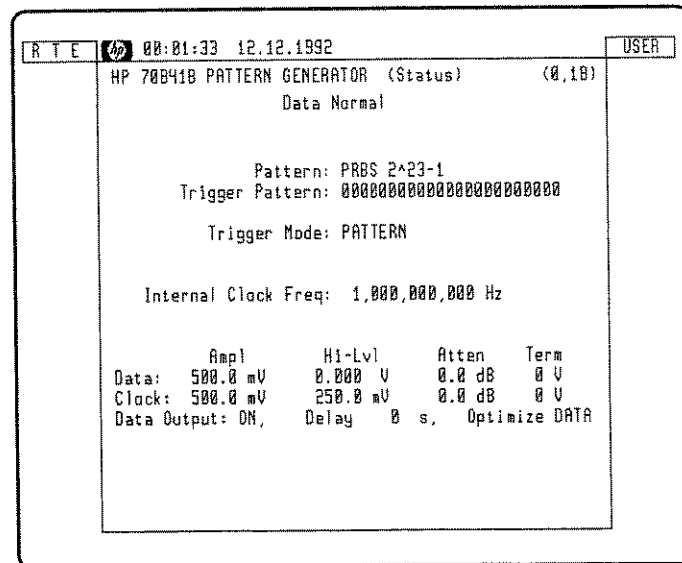 R T E hp 00:01:33 12.12.1992 USER
HP 70841B PATTERN GENERATOR (Status) (0,18)
Data Normal
Pattern: PRBS 2^23-1
Trigger Pattern: 00000000000000000000000
Trigger Mode: PATTERN
Internal Clock Freq: 1,000,000,000 Hz
Ampl Hi-Lvl Atten Term
Data: 500.0 mV 0.000 V 0.0 dB 0 V
Clock: 500.0 mV 250.0 mV 0.0 dB 0 V
Data Output: ON, Delay 0 s, Optimize DATA